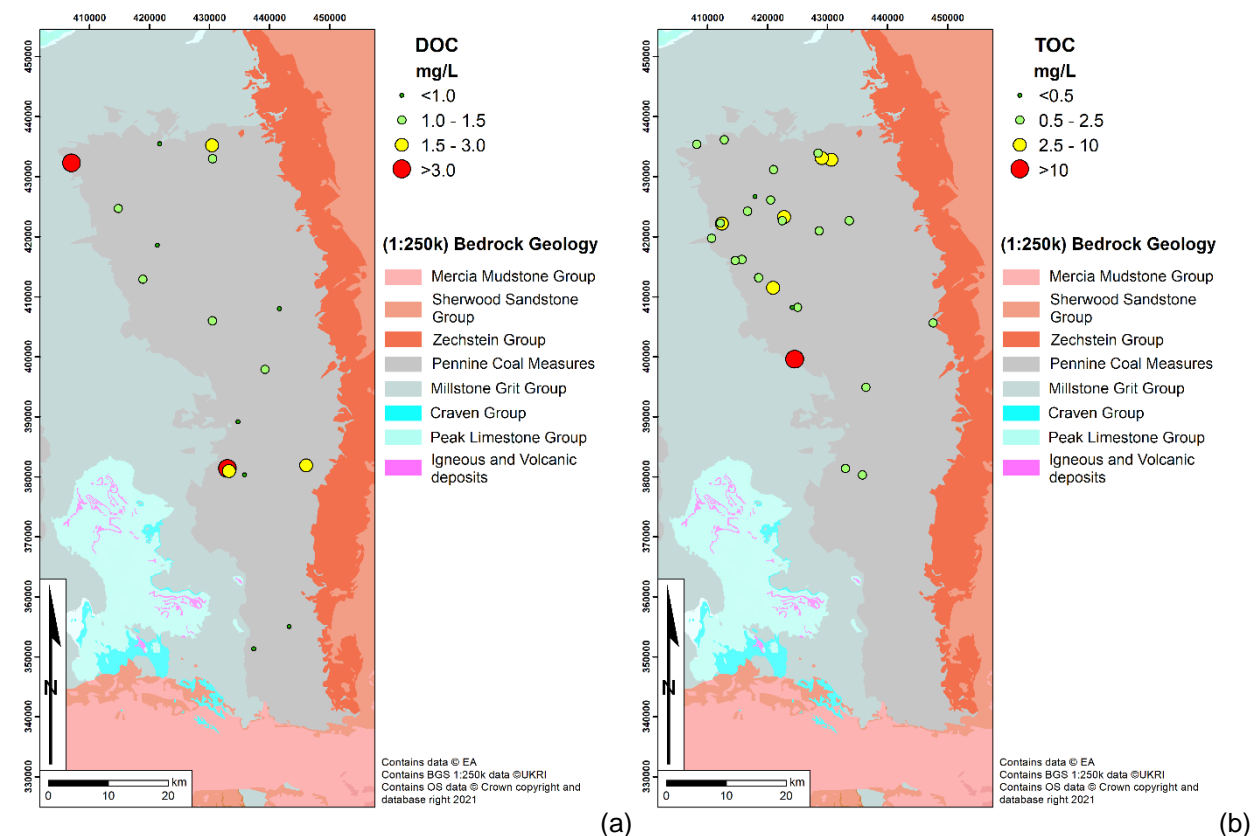 410000 420000 430000 440000 450000
450000
440000
430000
420000
410000
400000
390000
380000
370000
360000
350000
340000
330000
N
0 10 20 km
DOC
mg/L
<1.0
1.0 - 1.5
1.5 - 3.0
>3.0
(1:250k) Bedrock Geology
Mercia Mudstone Group
Sherwood Sandstone
Group
Zechstein Group
Pennine Coal Measures
Millstone Grit Group
Craven Group
Peak Limestone Group
Igneous and Volcanic
deposits
Contains data © EA
Contains BGS 1:250k data ©UKRI
Contains OS data © Crown copyright and
database right 2021
(a)
410000 420000 430000 440000 450000
450000
440000
430000
420000
410000
400000
390000
380000
370000
360000
350000
340000
330000
N
0 10 20 km
TOC
mg/L
<0.5
0.5 - 2.5
2.5 - 10
>10
(1:250k) Bedrock Geology
Mercia Mudstone Group
Sherwood Sandstone
Group
Zechstein Group
Pennine Coal Measures
Millstone Grit Group
Craven Group
Peak Limestone Group
Igneous and Volcanic
deposits
Contains data © EA
Contains BGS 1:250k data ©UKRI
Contains OS data © Crown copyright and
database right 2021
(b)